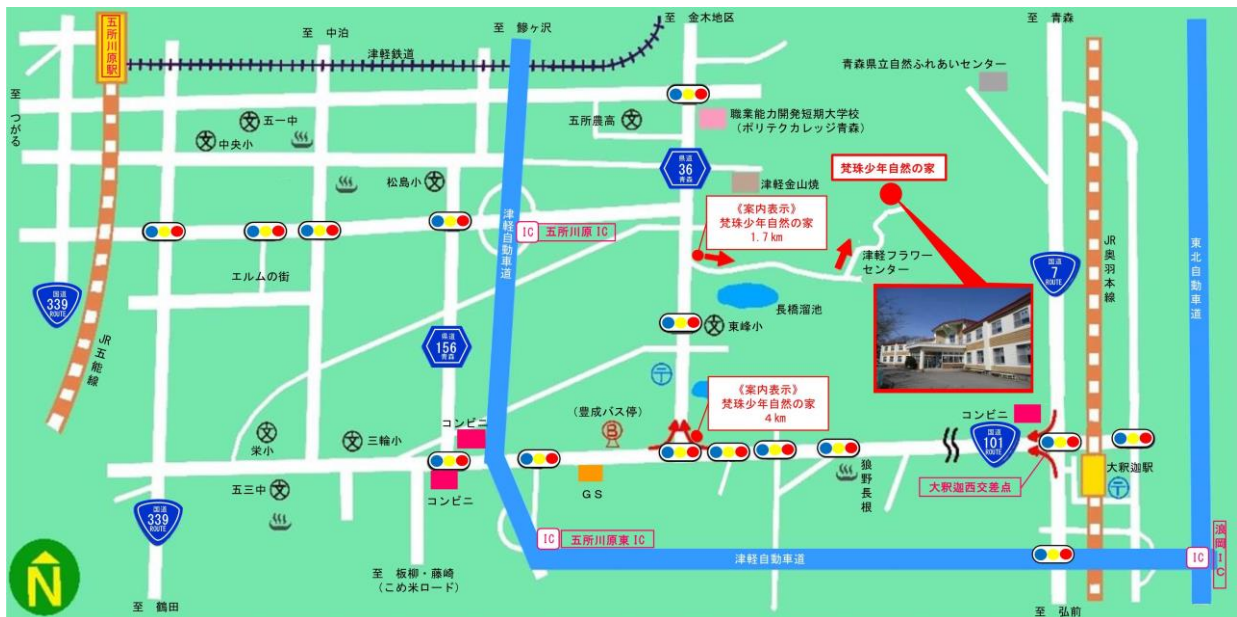 五所川原駅
至 つがる
至 中泊
津軽鉄道
至 鰺ヶ沢
至 金木地区
至 青森
青森県立自然ふれあいセンター
五一中
中央小
五所農高
職業能力開発短期大学校
(ポリテクカレッジ青森)
松島小
県道
36
青森
津軽金山焼
梵珠少年自然の家
《案内表示》
梵珠少年自然の家
1.7km
IC
五所川原 IC
津軽自動車道
エルムの街
津軽フラワー
センター
国道
7
ROUTE
JR奥羽本線
東北自動車道
国道
339
ROUTE
長橋溜池
東峰小
JR五能線
県道
156
青森
《案内表示》
梵珠少年自然の家
4km
(豊成バス停)
B
コンビニ
コンビニ
国道
101
ROUTE
栄小
三輪小
大釈迦駅
五三中
コンビニ
GS
狼野長根
大釈迦西交差点
国道
339
ROUTE
IC
五所川原東 IC
津軽自動車道
IC
浪岡IC
至 板柳・藤崎
(こめ米ロード)
N
至 鶴田
至 弘前